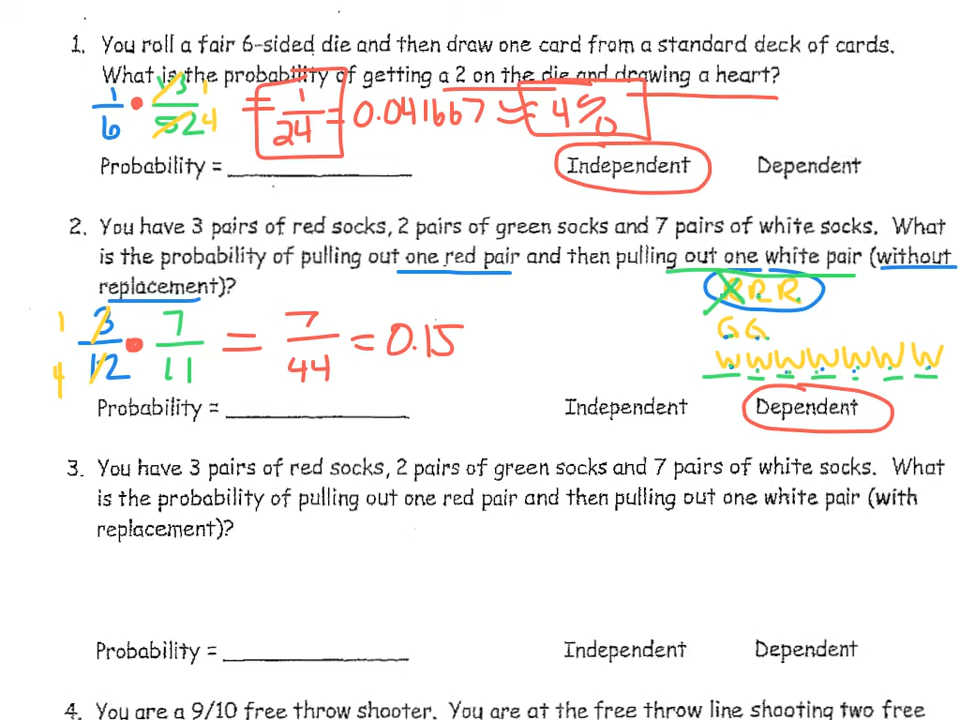 1. You roll a fair 6-sided die and then draw one card from a standard deck of cards.
What is the probability of getting a 2 on the die and drawing a heart?
1/6 • 13/52 1/4 = 1/24 = 0.041667 ≈ 4%
Probability = ____________ Independent Dependent
2. You have 3 pairs of red socks, 2 pairs of green socks and 7 pairs of white socks. What
is the probability of pulling out one red pair and then pulling out one white pair (without
replacement)?
R R R
G G
W W W W W W W
1/4 3/12 • 7/11 = 7/44 = 0.15
Probability = ____________ Independent Dependent
3. You have 3 pairs of red socks, 2 pairs of green socks and 7 pairs of white socks. What
is the probability of pulling out one red pair and then pulling out one white pair (with
replacement)?
Probability = ____________ Independent Dependent
4. You are a 9/10 free throw shooter. You are at the free throw line shooting two free